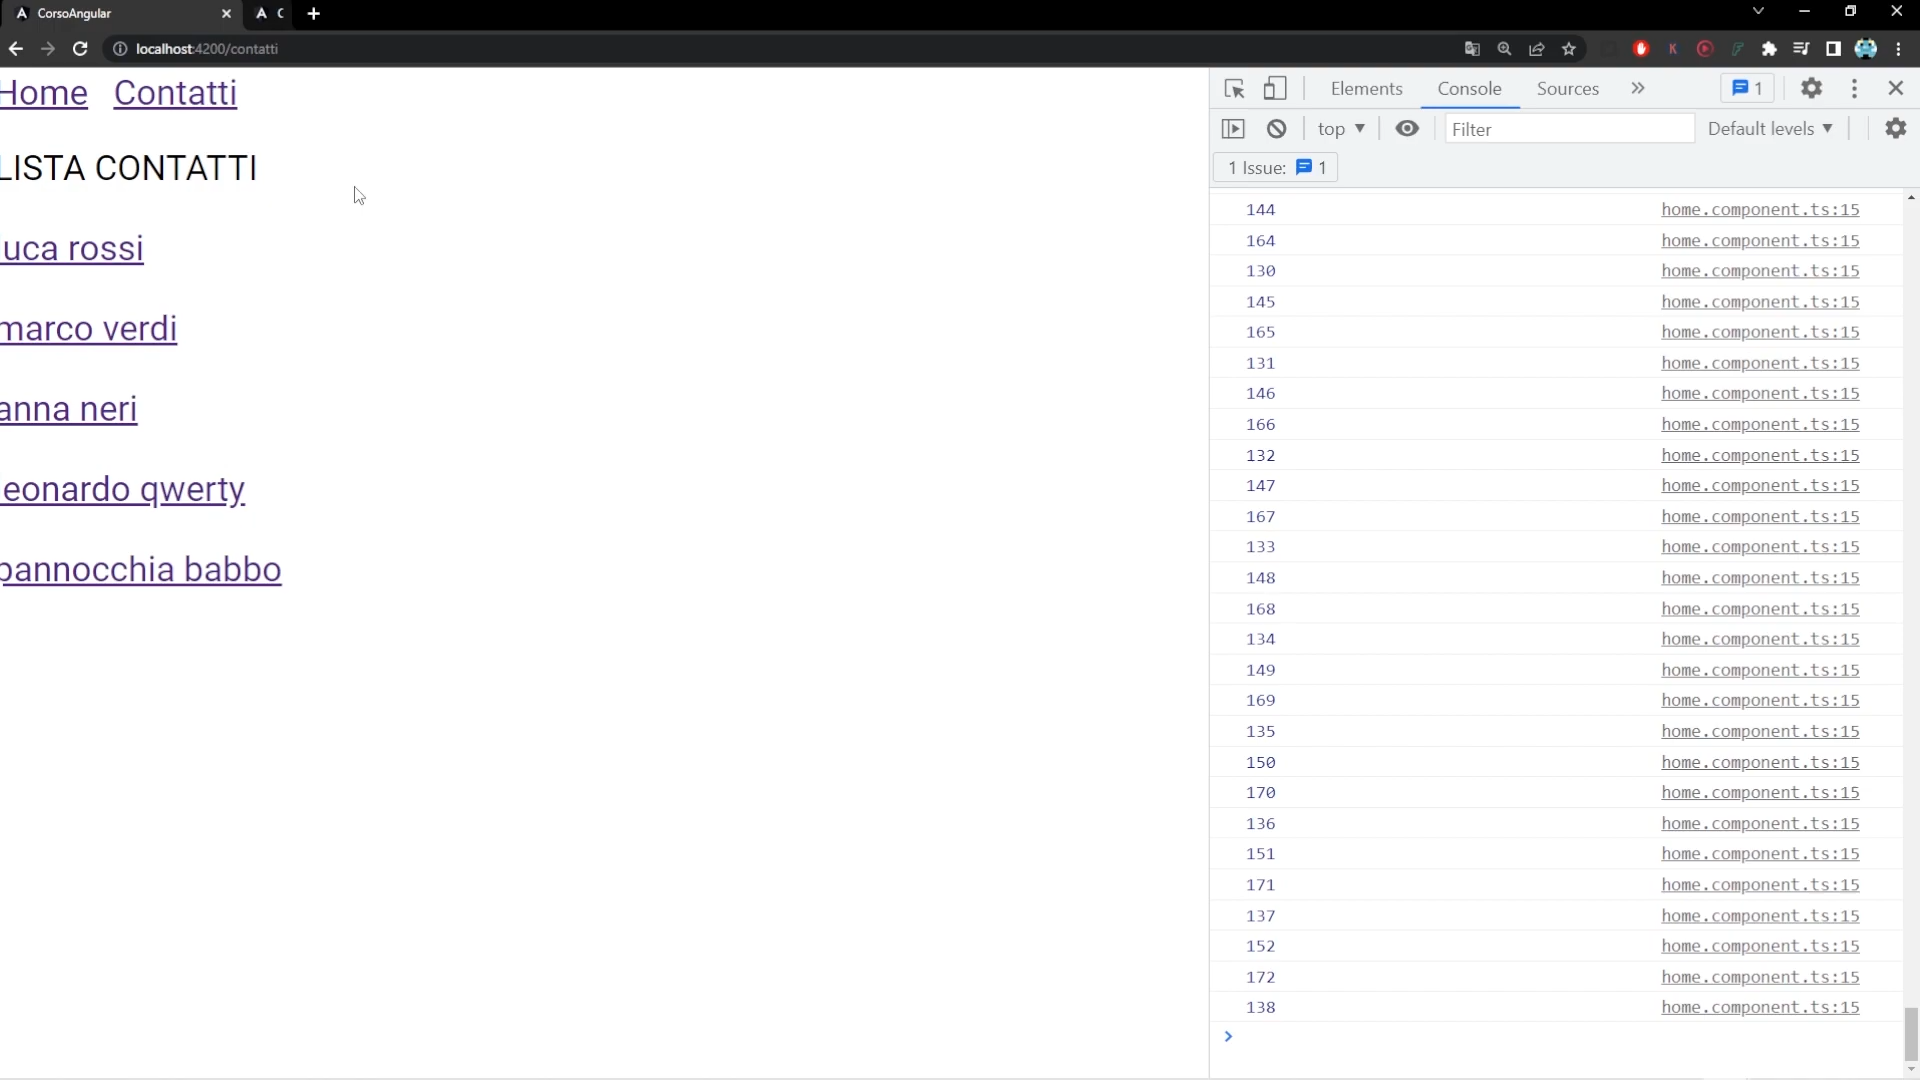 CorsoAngular
C
localhost:4200/contatti
Home Contatti
LISTA CONTATTI
luca rossi
marco verdi
anna neri
leonardo qwerty
pannocchia babbo
Elements Console Sources 1
top Filter Default levels
1 Issue: 1
144 home.component.ts:15
164 home.component.ts:15
130 home.component.ts:15
145 home.component.ts:15
165 home.component.ts:15
131 home.component.ts:15
146 home.component.ts:15
166 home.component.ts:15
132 home.component.ts:15
147 home.component.ts:15
167 home.component.ts:15
133 home.component.ts:15
148 home.component.ts:15
168 home.component.ts:15
134 home.component.ts:15
149 home.component.ts:15
169 home.component.ts:15
135 home.component.ts:15
150 home.component.ts:15
170 home.component.ts:15
136 home.component.ts:15
151 home.component.ts:15
171 home.component.ts:15
137 home.component.ts:15
152 home.component.ts:15
172 home.component.ts:15
138 home.component.ts:15